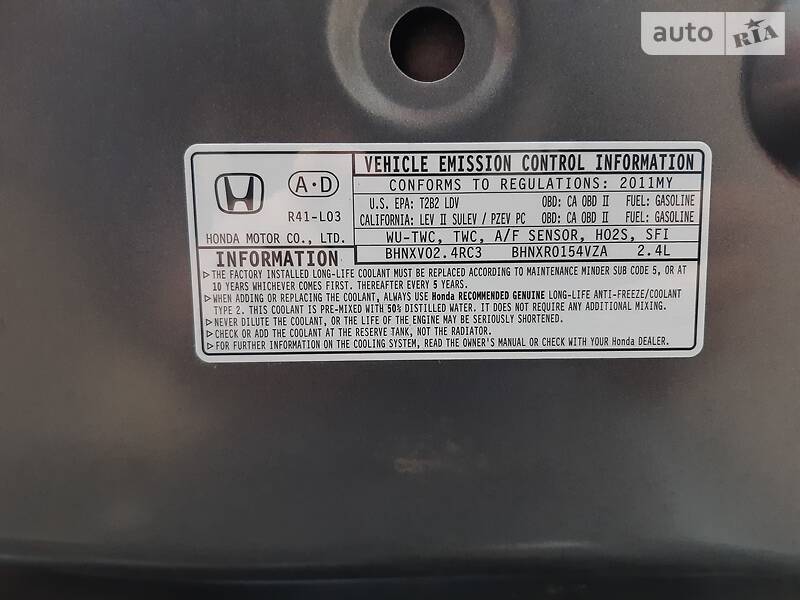 auto RIA
VEHICLE EMISSION CONTROL INFORMATION
A·D
CONFORMS TO REGULATIONS: 2011MY
R41-L03
U.S. EPA: T2B2 LDV OBD: CA OBD II FUEL: GASOLINE
CALIFORNIA: LEV II SULEV / PZEV PC OBD: CA OBD II FUEL: GASOLINE
HONDA MOTOR CO., LTD.
WU-TWC, TWC, A/F SENSOR, HO2S, SFI
INFORMATION
BHNXV02.4RC3 BHNXR0154VZA 2.4L
▷THE FACTORY INSTALLED LONG-LIFE COOLANT MUST BE REPLACED ACCORDING TO MAINTENANCE MINDER SUB CODE 5, OR AT
10 YEARS WHICHEVER COMES FIRST. THEREAFTER EVERY 5 YEARS.
▷WHEN ADDING OR REPLACING THE COOLANT, ALWAYS USE Honda RECOMMENDED GENUINE LONG-LIFE ANTI-FREEZE/COOLANT
TYPE 2. THIS COOLANT IS PRE-MIXED WITH 50% DISTILLED WATER. IT DOES NOT REQUIRE ANY ADDITIONAL MIXING.
▷NEVER DILUTE THE COOLANT, OR THE LIFE OF THE ENGINE MAY BE SERIOUSLY SHORTENED.
▷CHECK OR ADD THE COOLANT AT THE RESERVE TANK, NOT THE RADIATOR.
▷FOR FURTHER INFORMATION ON THE COOLING SYSTEM, READ THE OWNER'S MANUAL OR CHECK WITH YOUR Honda DEALER.